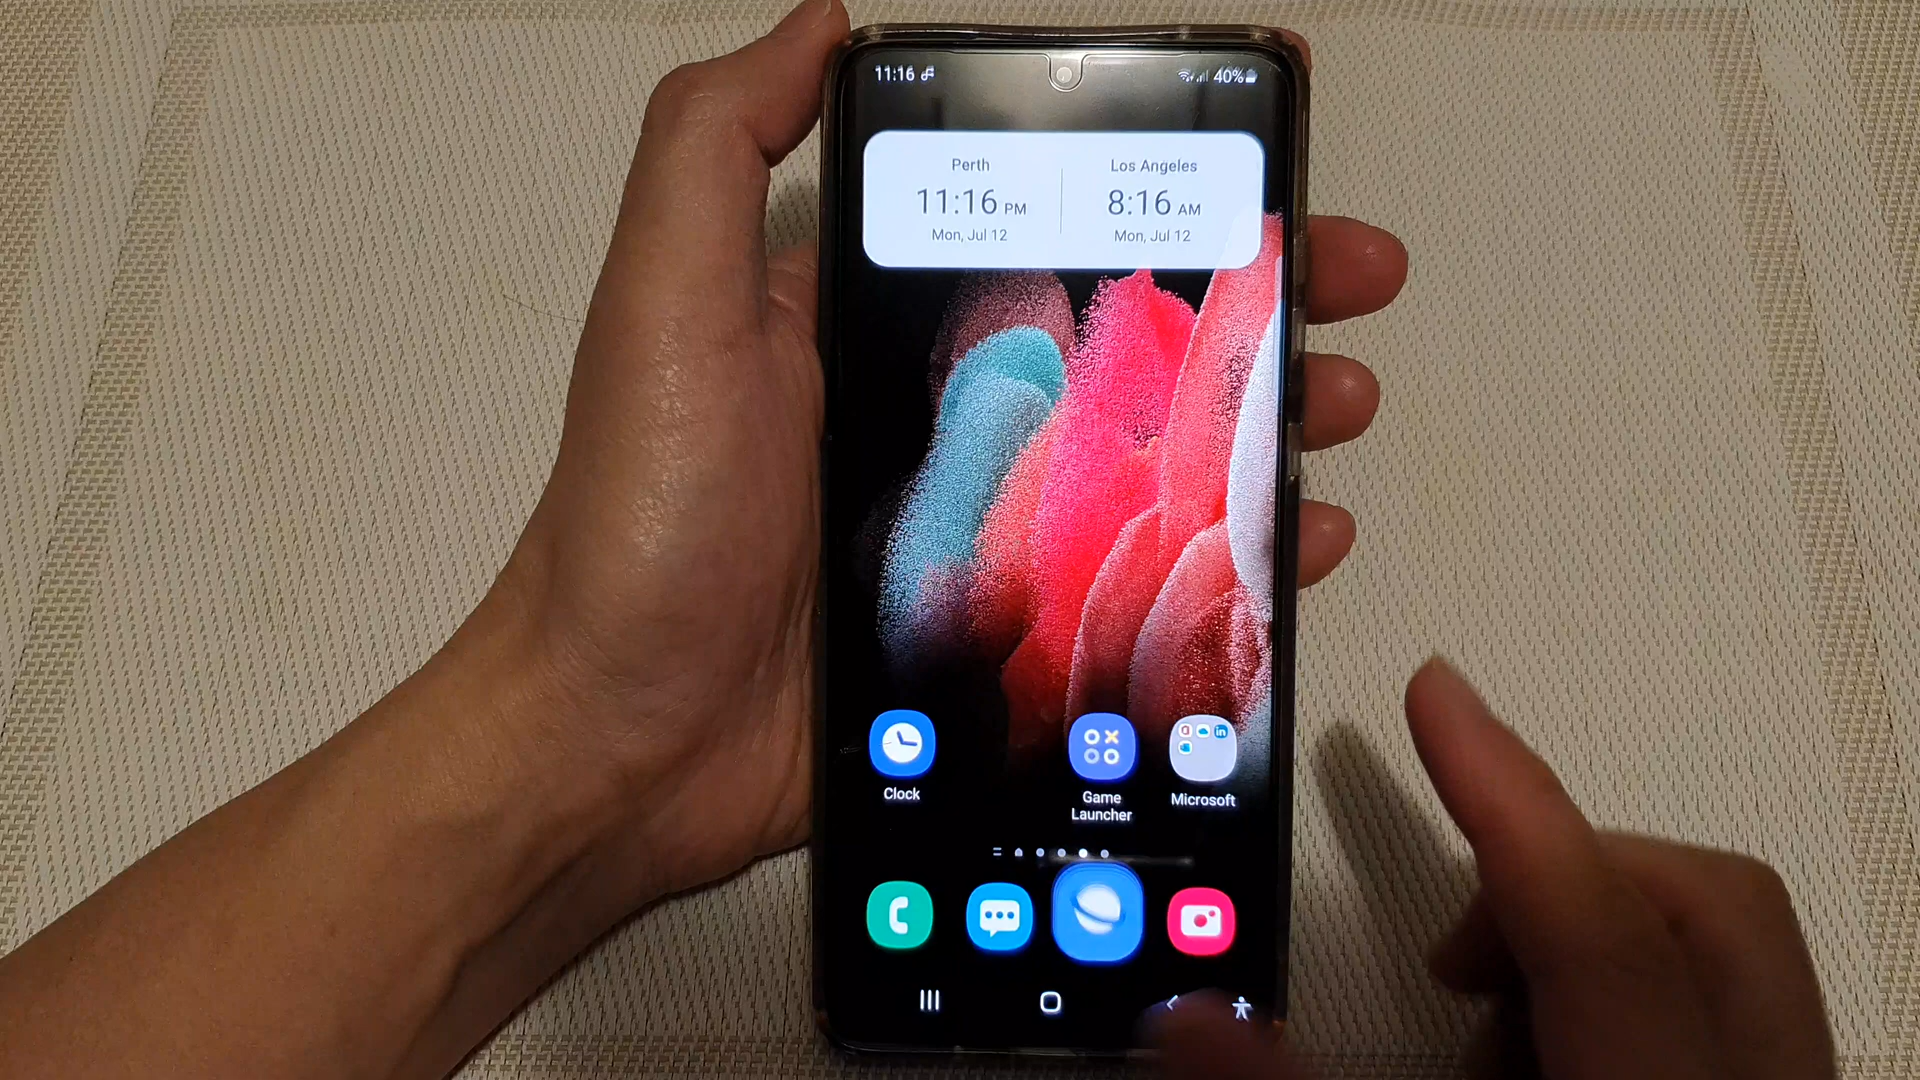 11:16
40%
Perth
11:16 PM
Mon, Jul 12
Los Angeles
8:16 AM
Mon, Jul 12
in
Clock
Game
Launcher
Microsoft